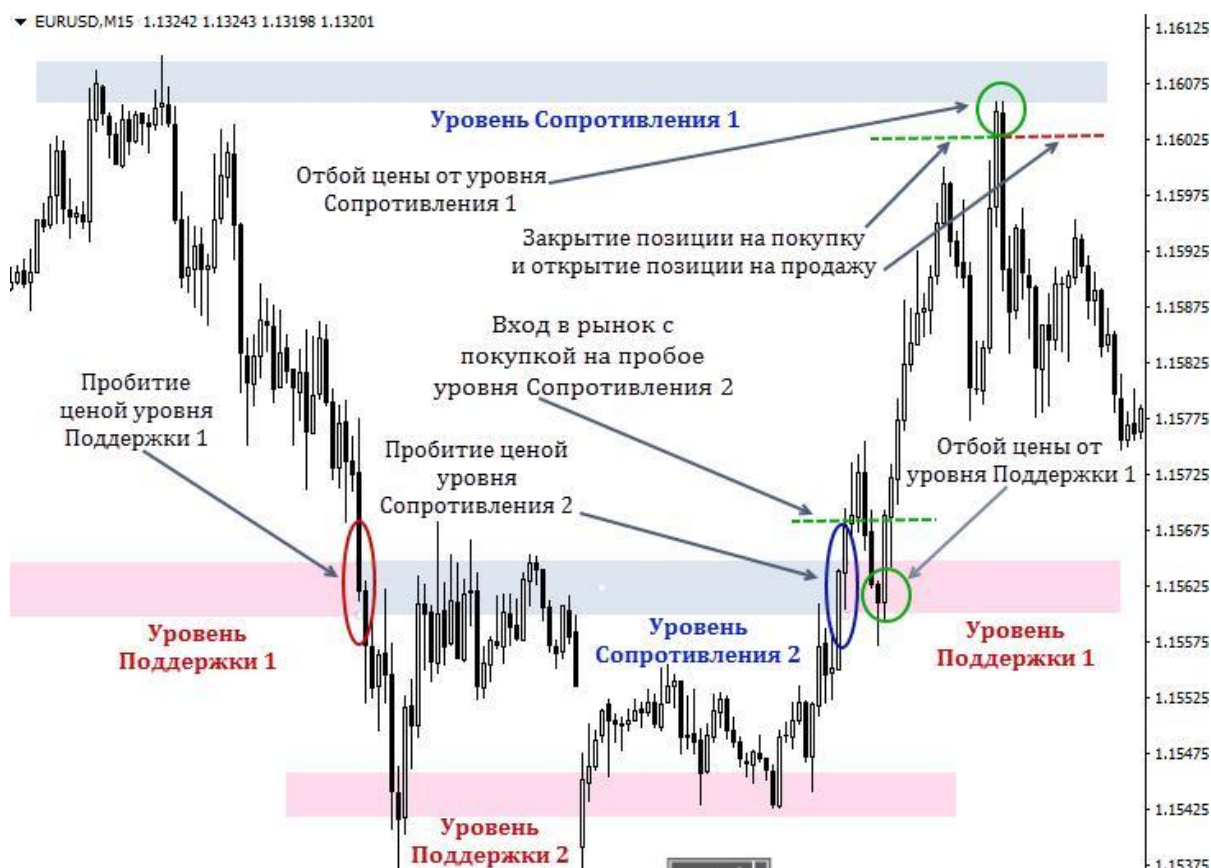 EURUSD,M15 1.13242 1.13243 1.13198 1.13201
1.16125
1.16075
Уровень Сопротивления 1
1.16025
Отбой цены от уровня
Сопротивления 1
1.15975
Закрытие позиции на покупку
и открытие позиции на продажу
1.15925
1.15875
Вход в рынок с
покупкой на пробое
уровня Сопротивления 2
1.15825
Пробитие
ценой уровня
Поддержки 1
1.15775
Пробитие ценой
уровня
Сопротивления 2
Отбой цены от
уровня Поддержки 1
1.15725
1.15675
1.15625
Уровень
Поддержки 1
Уровень
Сопротивления 2
Уровень
Поддержки 1
1.15575
1.15525
1.15475
1.15425
Уровень
Поддержки 2
1.15375